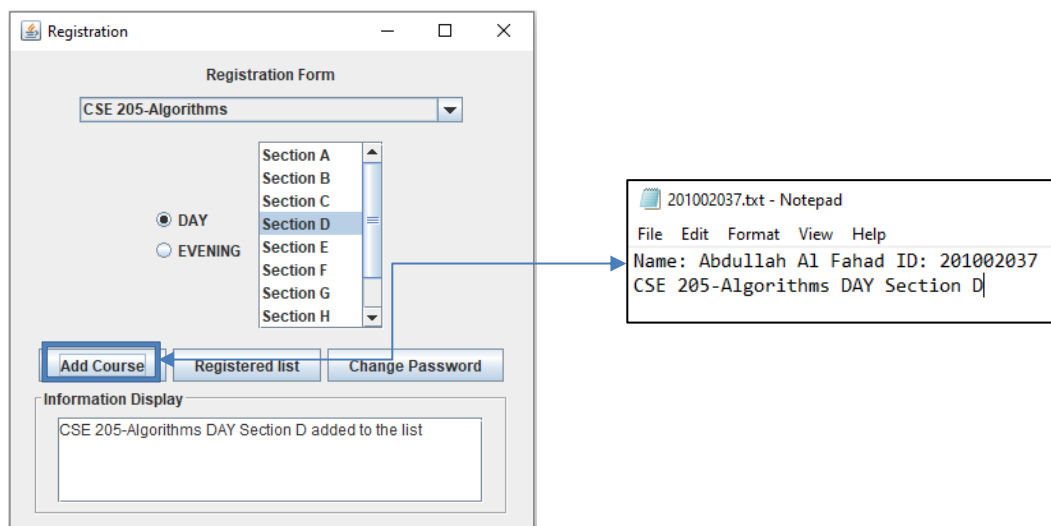 Registration
Registration Form
CSE 205-Algorithms
Section A
Section B
Section C
DAY
Section D
EVENING
Section E
Section F
Section G
Section H
Add Course
Registered list
Change Password
Information Display
CSE 205-Algorithms DAY Section D added to the list
201002037.txt - Notepad
File Edit Format View Help
Name: Abdullah Al Fahad ID: 201002037
CSE 205-Algorithms DAY Section D